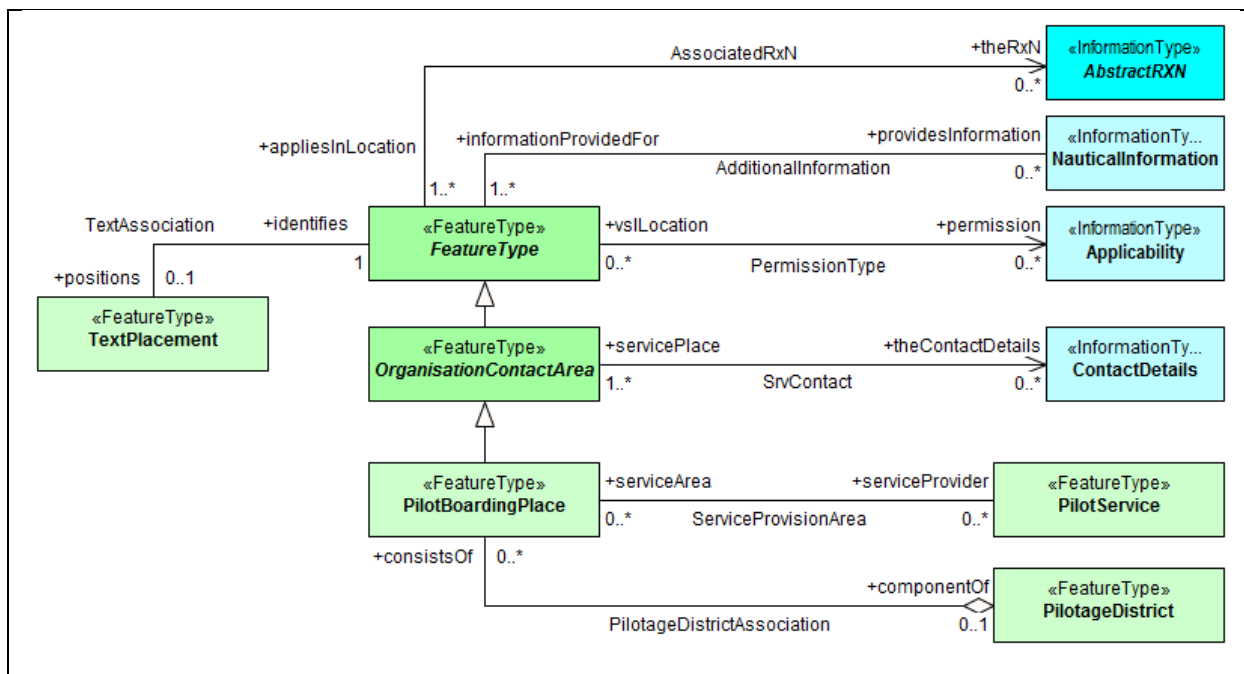 AssociatedRxN
+theRxN
0..*
«InformationType»
AbstractRXN
+appliesInLocation
1..*
+informationProvidedFor
1..*
AdditionalInformation
+providesInformation
0..*
«InformationTy...
NauticalInformation
TextAssociation
+identifies
1
+positions
0..1
«FeatureType»
TextPlacement
«FeatureType»
FeatureType
+vslLocation
0..*
PermissionType
+permission
0..*
«InformationType»
Applicability
«FeatureType»
OrganisationContactArea
+servicePlace
1..*
SrvContact
+theContactDetails
0..*
«InformationTy...
ContactDetails
«FeatureType»
PilotBoardingPlace
+serviceArea
0..*
ServiceProvisionArea
+serviceProvider
0..*
«FeatureType»
PilotService
+consistsOf
0..*
PilotageDistrictAssociation
+componentOf
0..1
«FeatureType»
PilotageDistrict